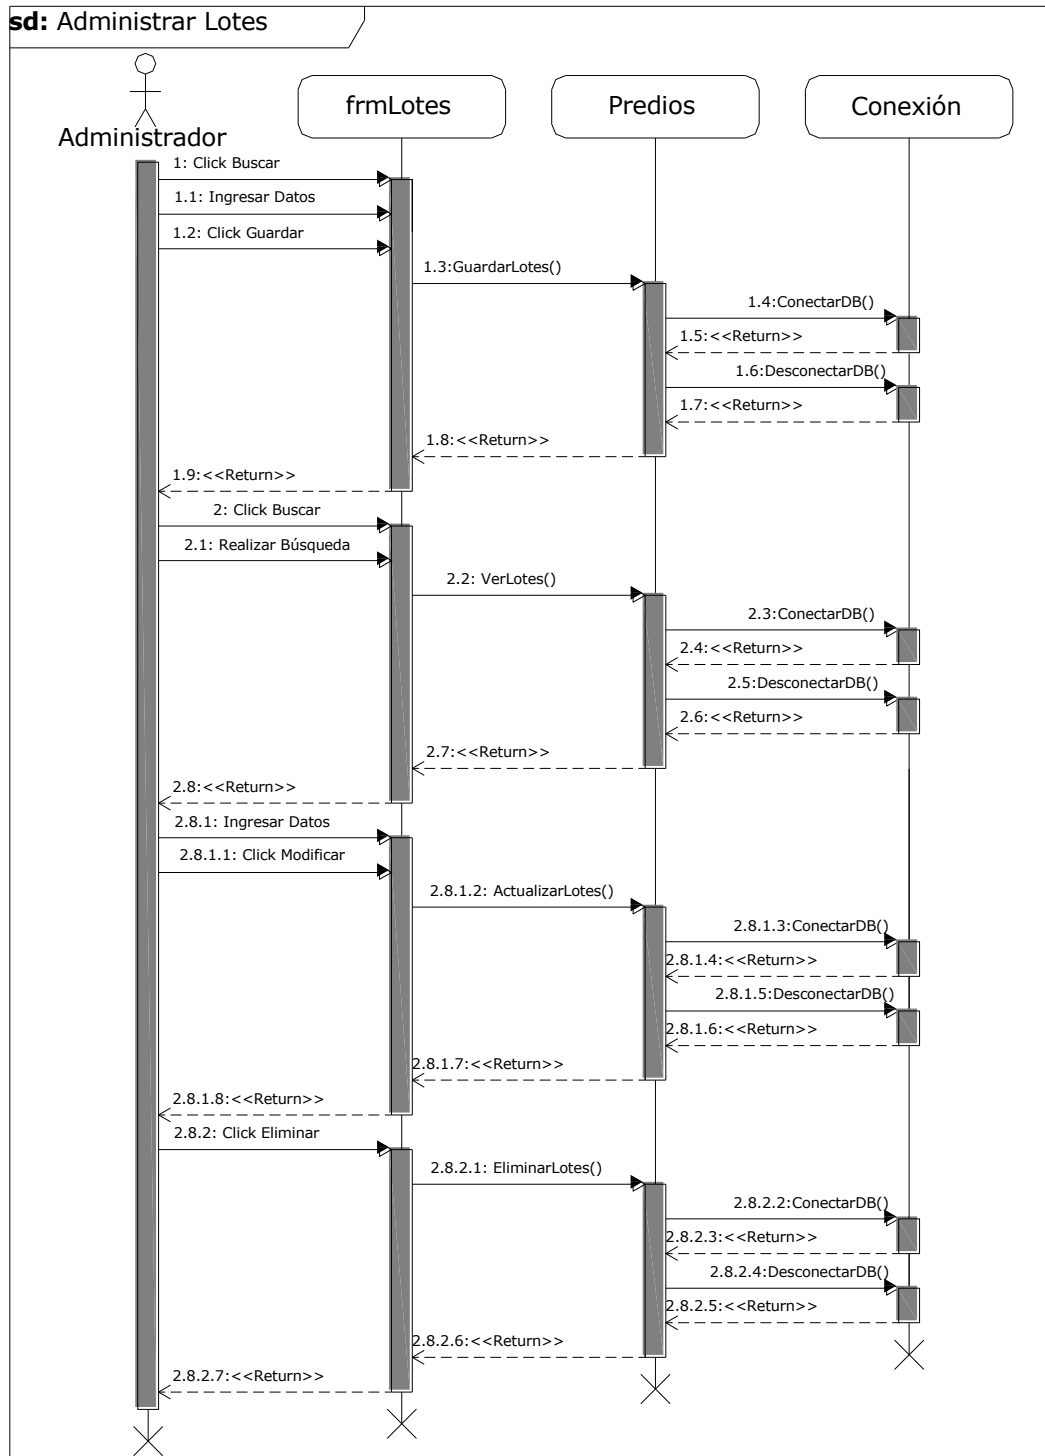 sd: Administrar Lotes
Administrador
frmLotes
Predios
Conexión
1: Click Buscar
1.1: Ingresar Datos
1.2: Click Guardar
1.3:GuardarLotes()
1.4:ConectarDB()
1.5:<<Return>>
1.6:DesconectarDB()
1.7:<<Return>>
1.8:<<Return>>
1.9:<<Return>>
2: Click Buscar
2.1: Realizar Búsqueda
2.2: VerLotes()
2.3:ConectarDB()
2.4:<<Return>>
2.5:DesconectarDB()
2.6:<<Return>>
2.7:<<Return>>
2.8:<<Return>>
2.8.1: Ingresar Datos
2.8.1.1: Click Modificar
2.8.1.2: ActualizarLotes()
2.8.1.3:ConectarDB()
2.8.1.4:<<Return>>
2.8.1.5:DesconectarDB()
2.8.1.6:<<Return>>
2.8.1.7:<<Return>>
2.8.1.8:<<Return>>
2.8.2: Click Eliminar
2.8.2.1: EliminarLotes()
2.8.2.2:ConectarDB()
2.8.2.3:<<Return>>
2.8.2.4:DesconectarDB()
2.8.2.5:<<Return>>
2.8.2.6:<<Return>>
2.8.2.7:<<Return>>